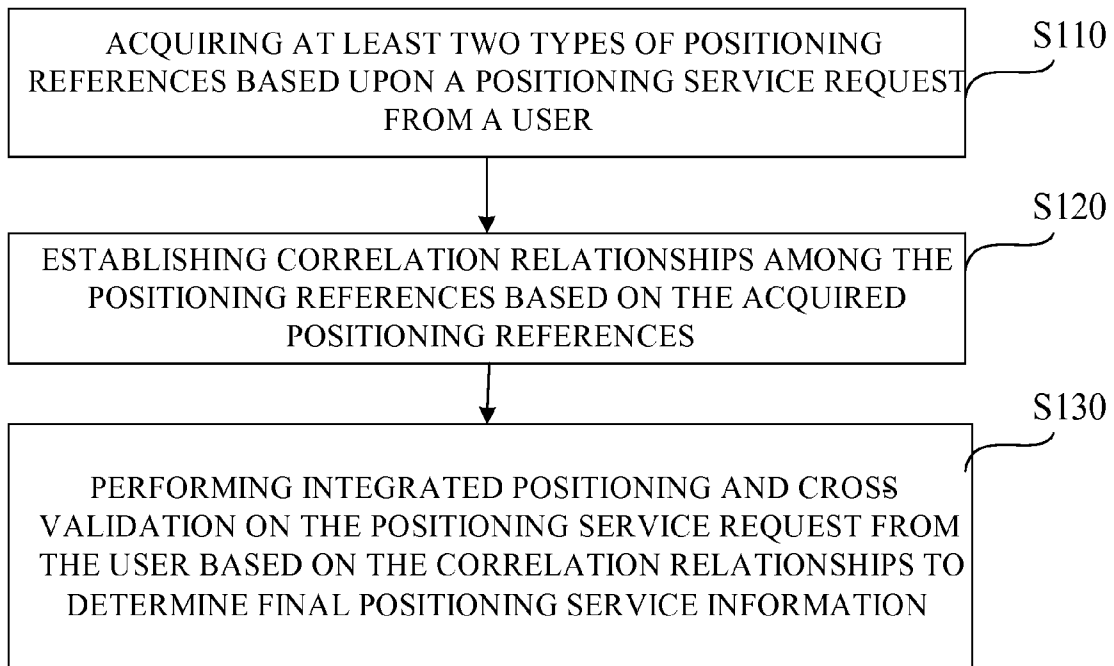 ACQUIRING AT LEAST TWO TYPES OF POSITIONING
REFERENCES BASED UPON A POSITIONING SERVICE REQUEST
FROM A USER
S110
ESTABLISHING CORRELATION RELATIONSHIPS AMONG THE
POSITIONING REFERENCES BASED ON THE ACQUIRED
POSITIONING REFERENCES
S120
PERFORMING INTEGRATED POSITIONING AND CROSS
VALIDATION ON THE POSITIONING SERVICE REQUEST FROM
THE USER BASED ON THE CORRELATION RELATIONSHIPS TO
DETERMINE FINAL POSITIONING SERVICE INFORMATION
S130